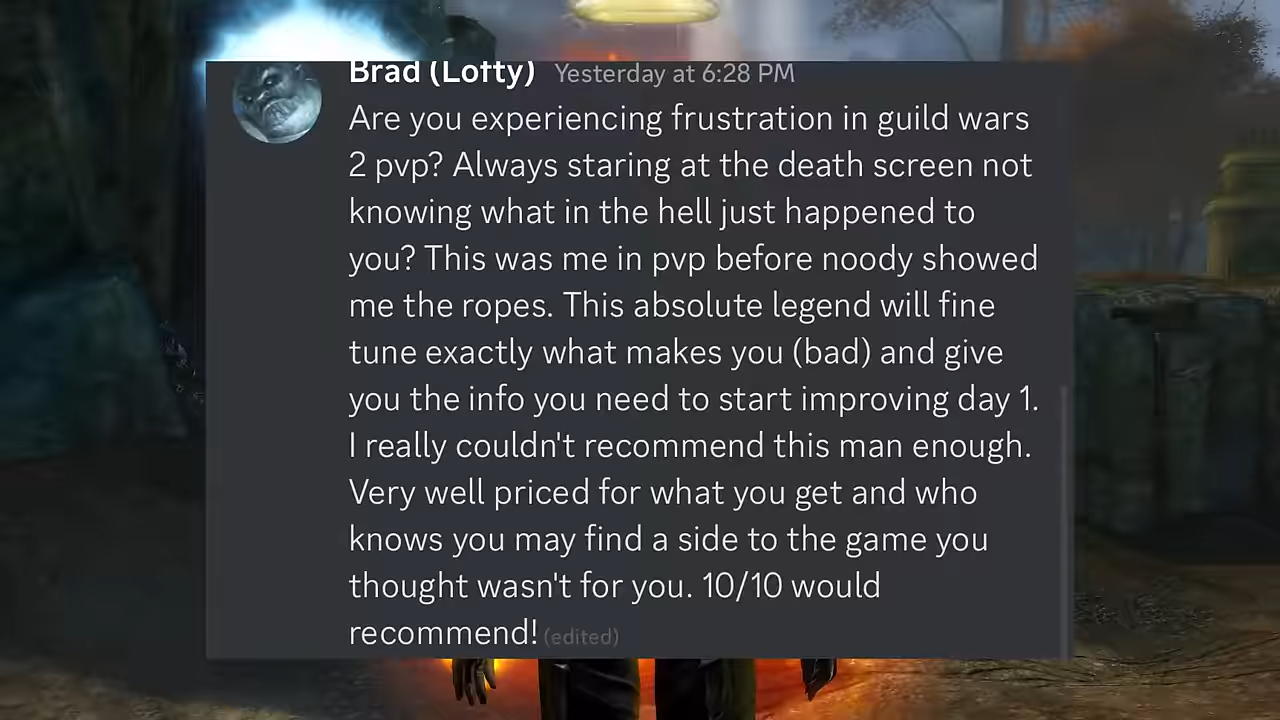 Brad (Lofty) Yesterday at 6:28 PM
Are you experiencing frustration in guild wars
2 pvp? Always staring at the death screen not
knowing what in the hell just happened to
you? This was me in pvp before noody showed
me the ropes. This absolute legend will fine
tune exactly what makes you (bad) and give
you the info you need to start improving day 1.
I really couldn't recommend this man enough.
Very well priced for what you get and who
knows you may find a side to the game you
thought wasn't for you. 10/10 would
recommend! (edited)